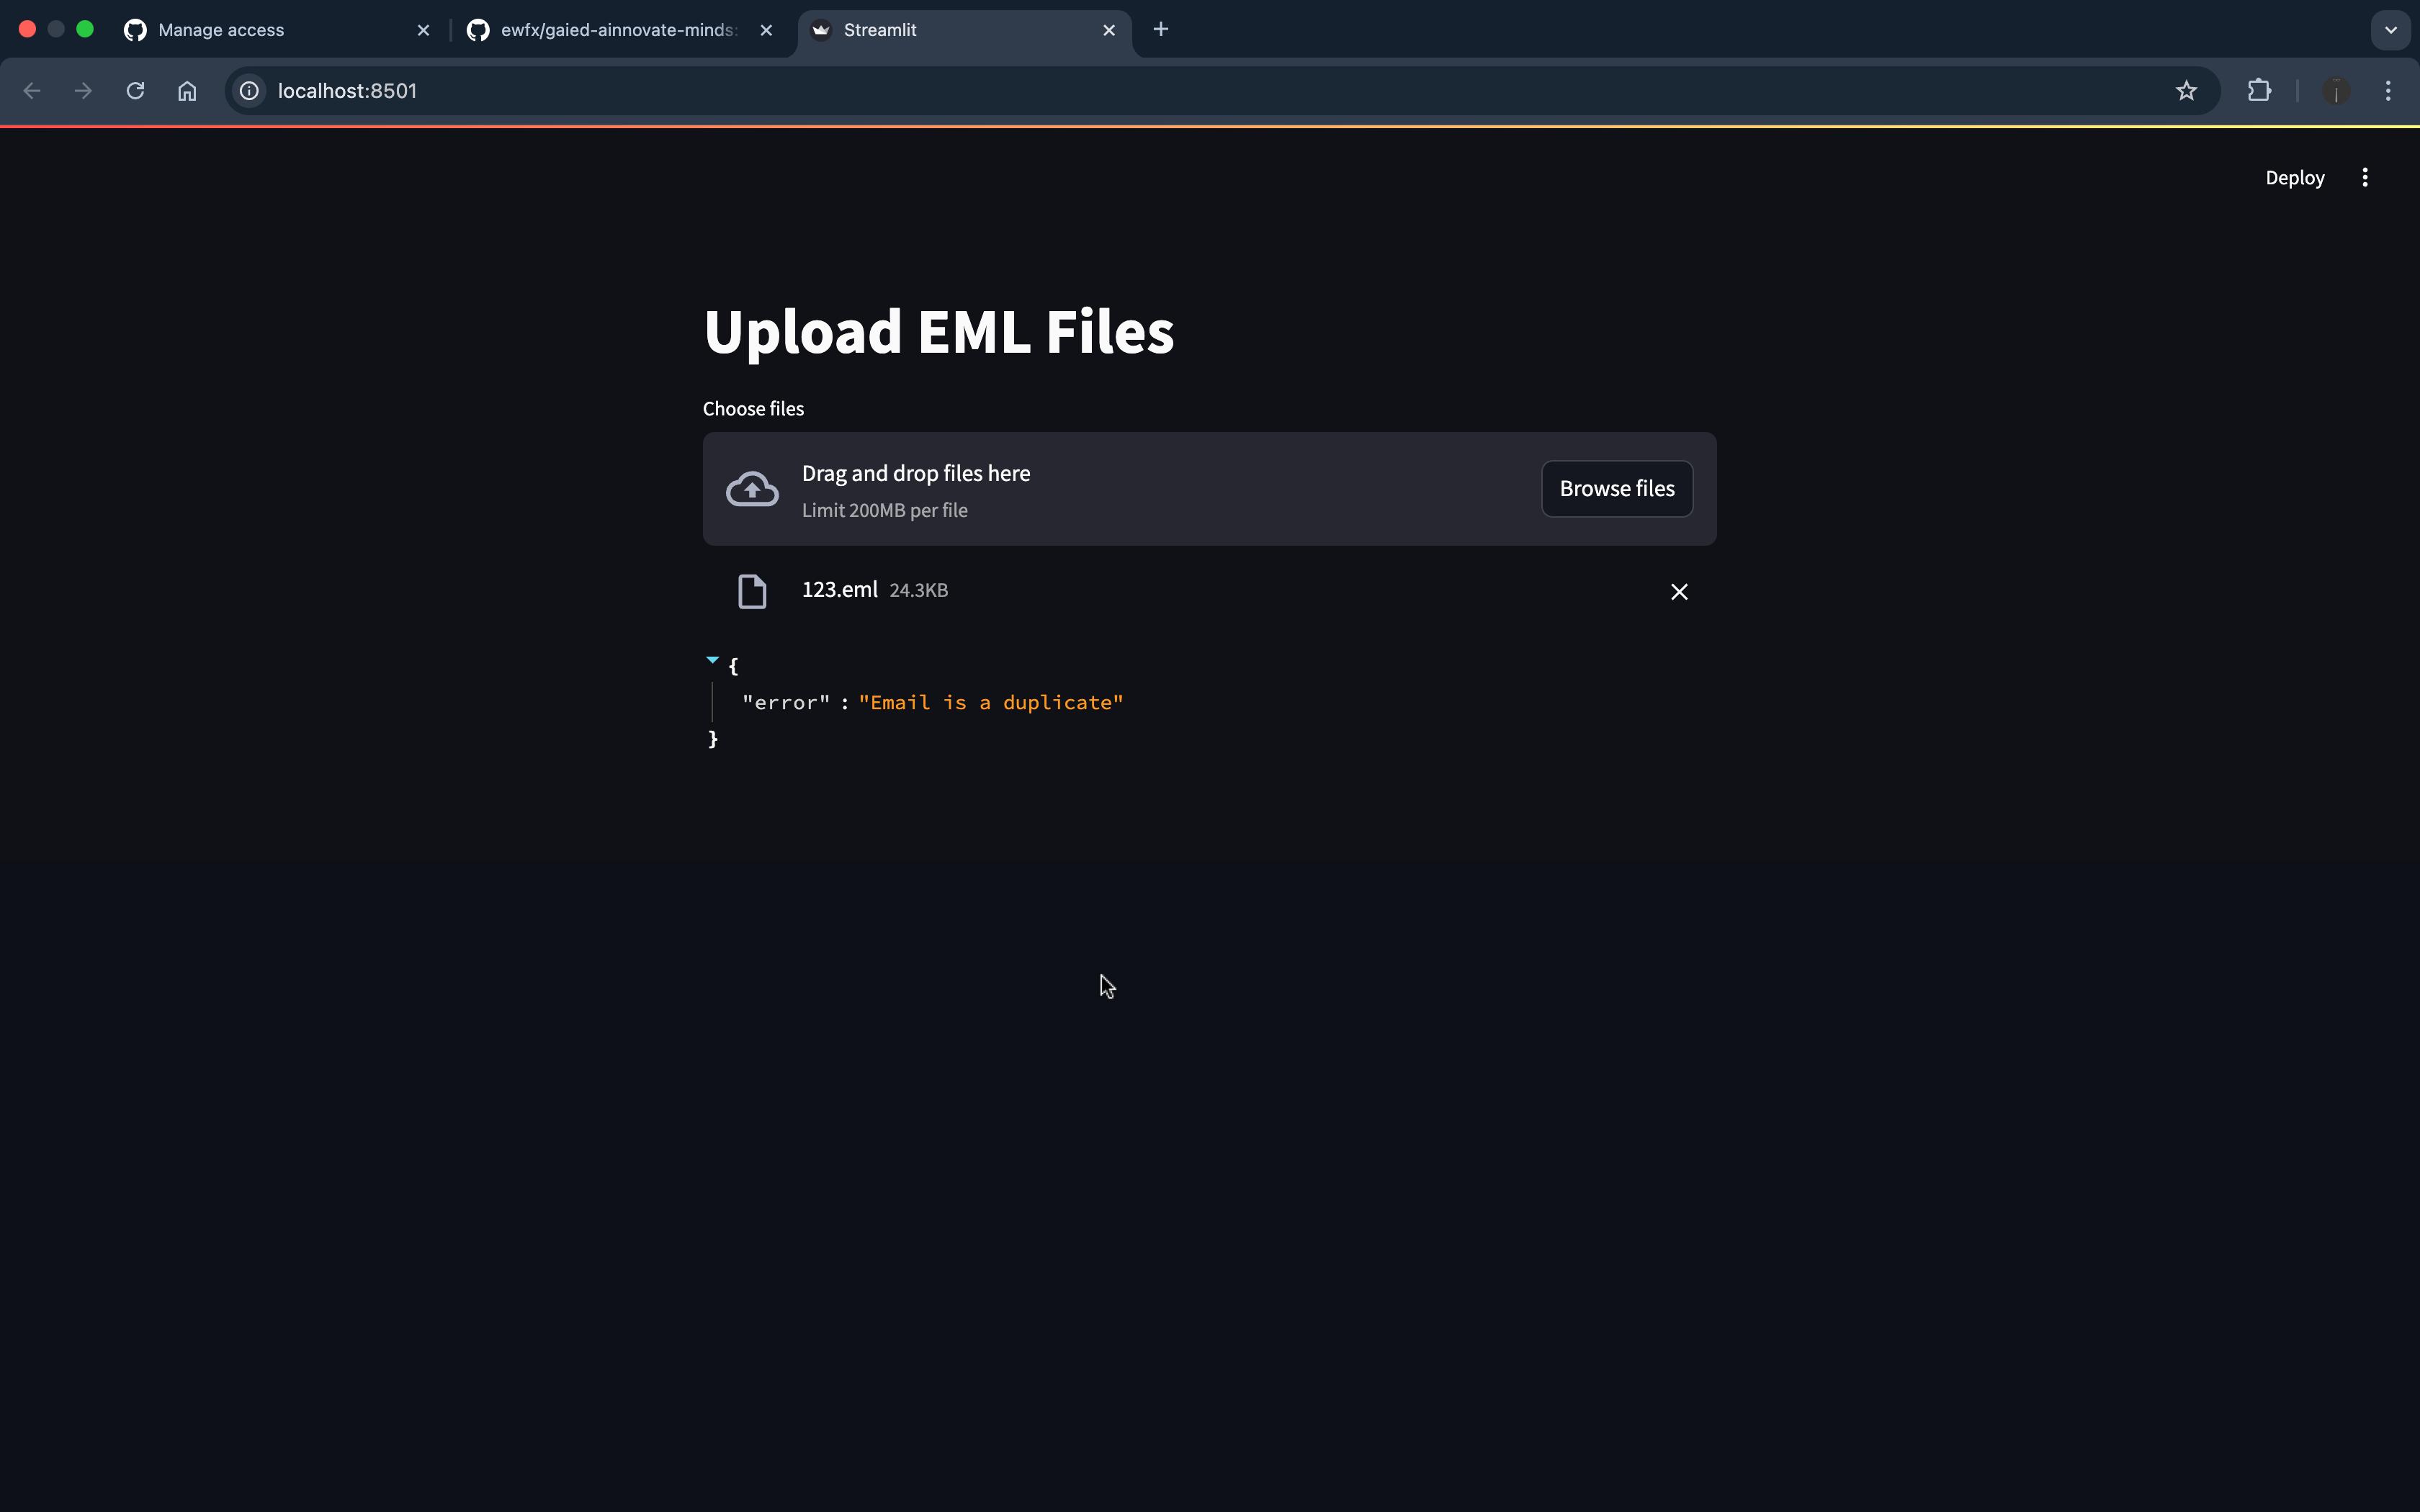 Manage access
ewfx/gaied-ainnovate-minds:
Streamlit
localhost:8501
Deploy
Upload EML Files
Choose files
Drag and drop files here
Limit 200MB per file
Browse files
123.eml 24.3KB
{
"error" : "Email is a duplicate"
}